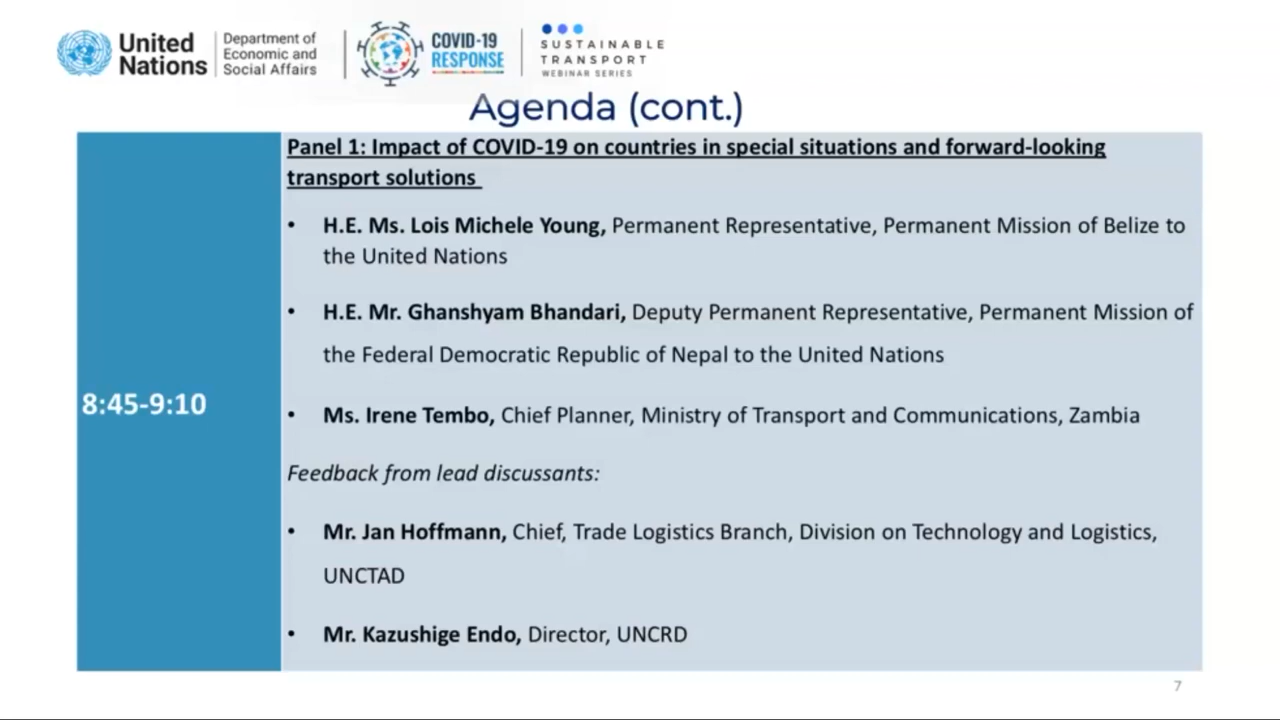 United Nations
Department of Economic and Social Affairs
COVID-19 RESPONSE
SUSTAINABLE TRANSPORT WEBINAR SERIES
Agenda (cont.)
8:45-9:10
Panel 1: Impact of COVID-19 on countries in special situations and forward-looking
transport solutions
• H.E. Ms. Lois Michele Young, Permanent Representative, Permanent Mission of Belize to
the United Nations
• H.E. Mr. Ghanshyam Bhandari, Deputy Permanent Representative, Permanent Mission of
the Federal Democratic Republic of Nepal to the United Nations
• Ms. Irene Tembo, Chief Planner, Ministry of Transport and Communications, Zambia
Feedback from lead discussants:
• Mr. Jan Hoffmann, Chief, Trade Logistics Branch, Division on Technology and Logistics,
UNCTAD
• Mr. Kazushige Endo, Director, UNCRD
7